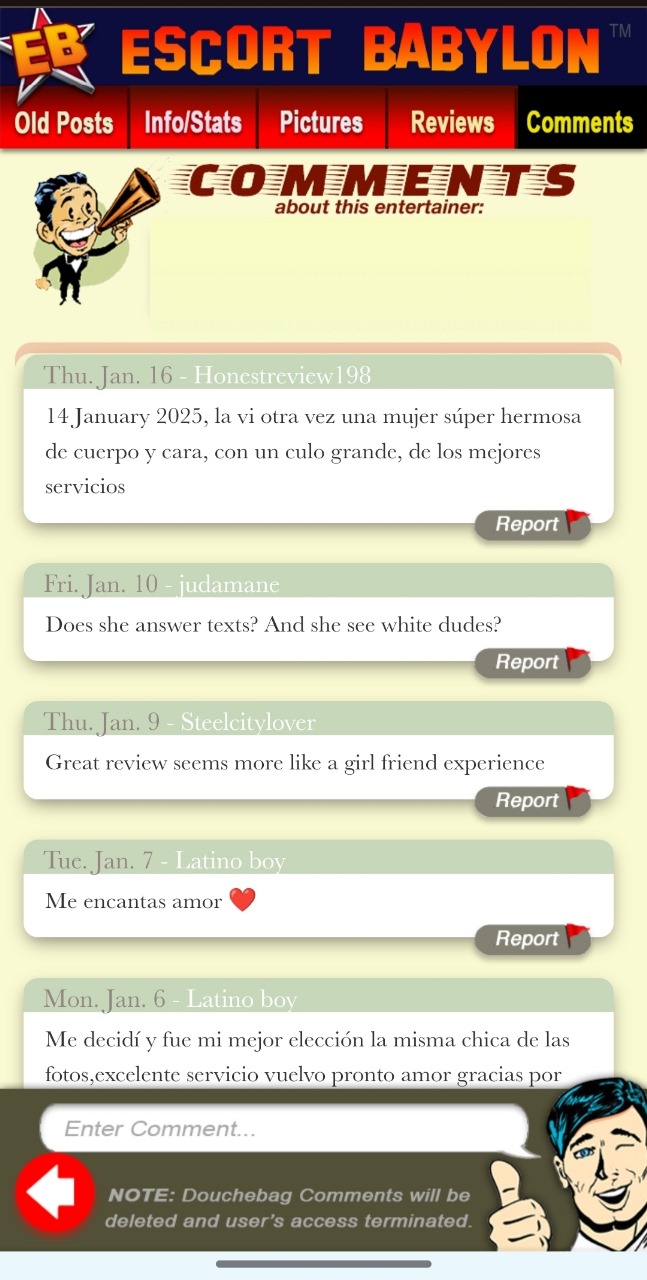 EB ESCORT BABYLON TM
Old Posts Info/Stats Pictures Reviews Comments
COMMENTS
about this entertainer:
Thu. Jan. 16 - Honestreview198
14 January 2025, la vi otra vez una mujer súper hermosa
de cuerpo y cara, con un culo grande, de los mejores
servicios
Report
Fri. Jan. 10 - judamane
Does she answer texts? And she see white dudes?
Report
Thu. Jan. 9 - Steelcitylover
Great review seems more like a girl friend experience
Report
Tue. Jan. 7 - Latino boy
Me encantas amor ❤️
Report
Mon. Jan. 6 - Latino boy
Me decidí y fue mi mejor elección la misma chica de las
fotos,excelente servicio vuelvo pronto amor gracias por
Enter Comment...
NOTE: Douchebag Comments will be
deleted and user's access terminated.